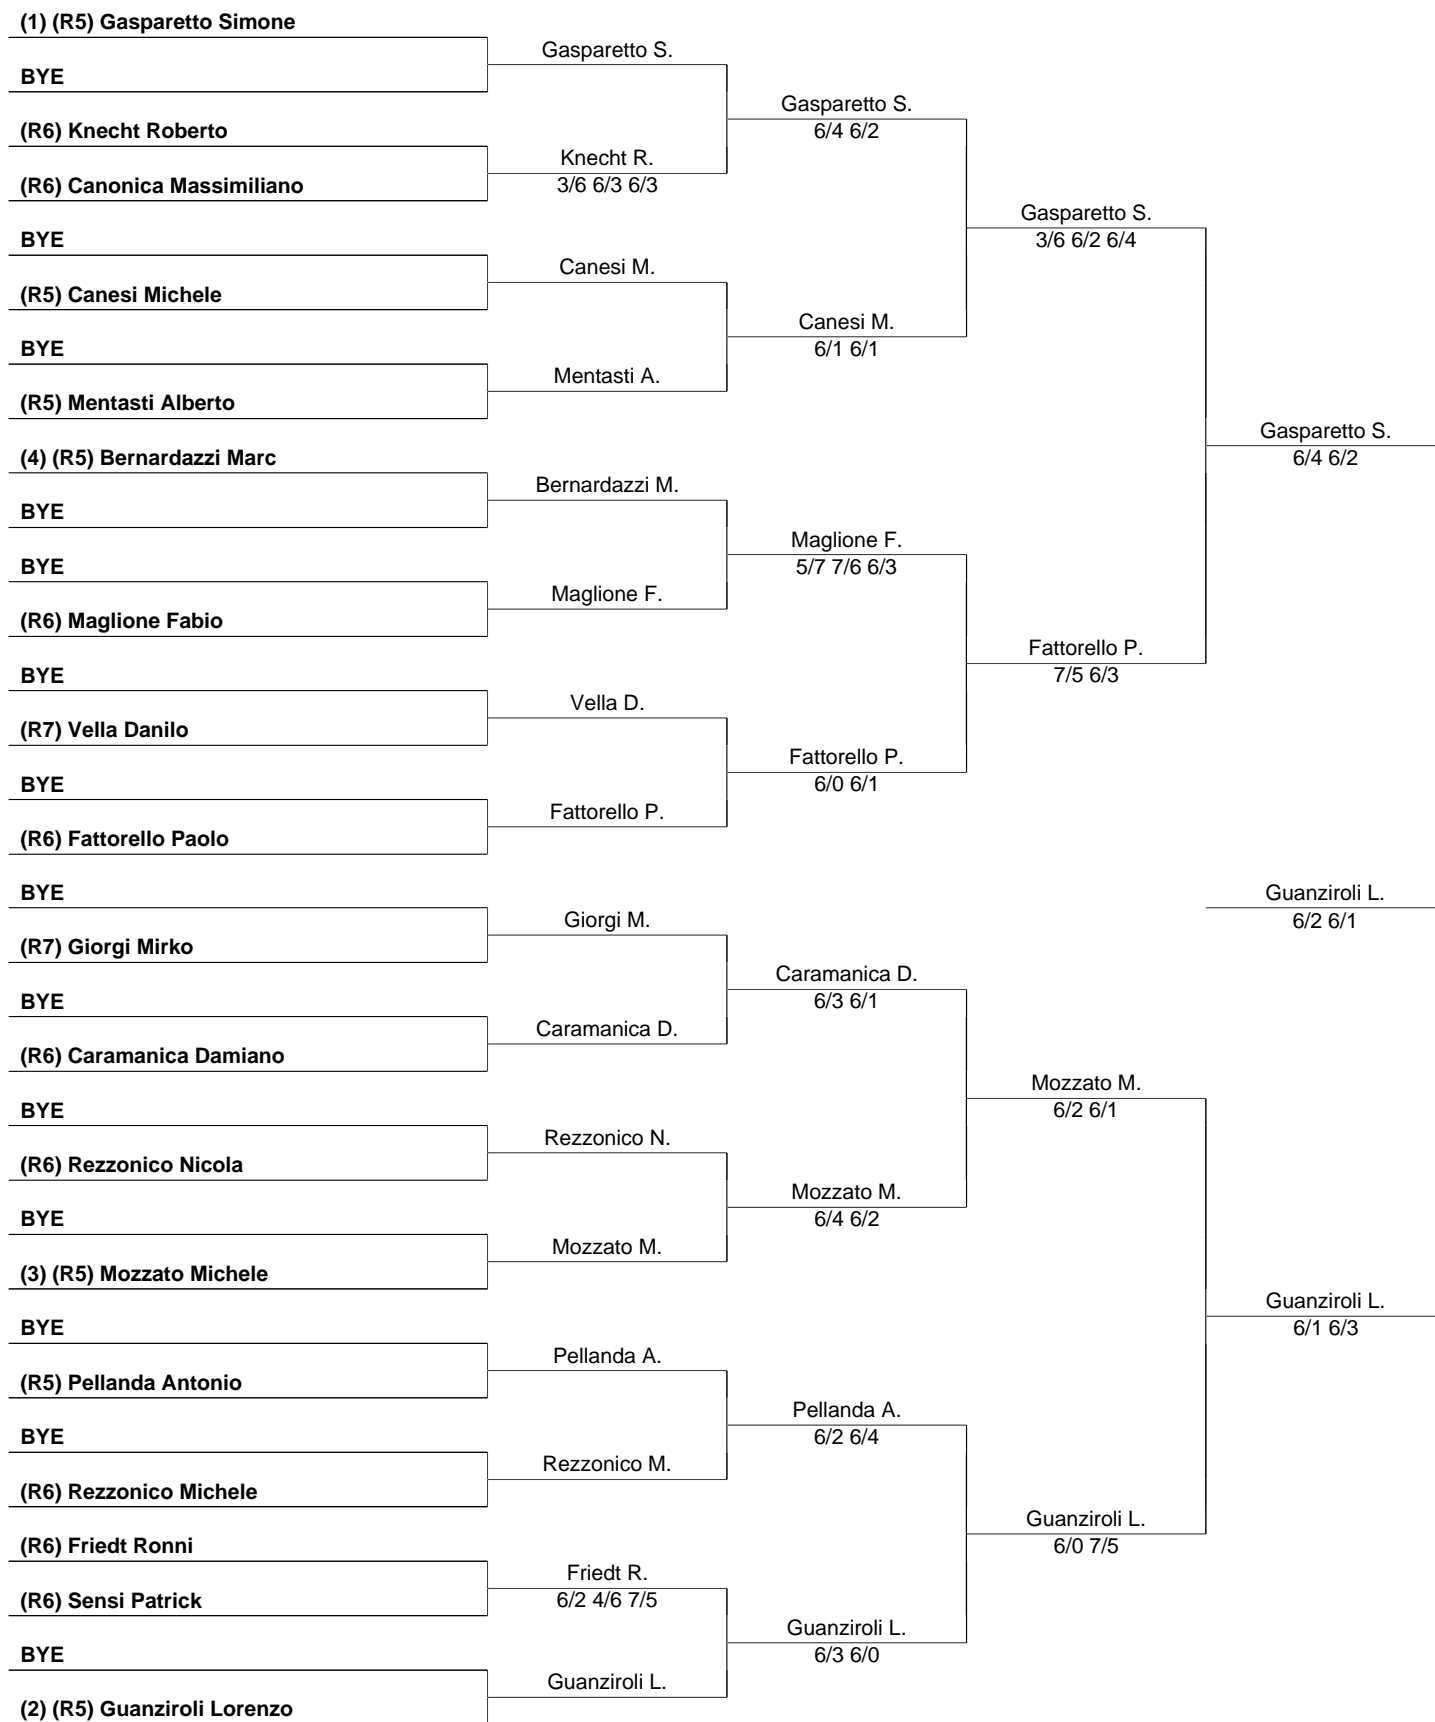 (1) (R5) Gasparetto Simone
Gasparetto S.
BYE
Gasparetto S.
6/4 6/2
(R6) Knecht Roberto
Knecht R.
3/6 6/3 6/3
(R6) Canonica Massimiliano
Gasparetto S.
3/6 6/2 6/4
BYE
Canesi M.
(R5) Canesi Michele
Canesi M.
6/1 6/1
BYE
Mentasti A.
(R5) Mentasti Alberto
Gasparetto S.
6/4 6/2
(4) (R5) Bernardazzi Marc
Bernardazzi M.
BYE
Maglione F.
5/7 7/6 6/3
BYE
Maglione F.
(R6) Maglione Fabio
Fattorello P.
7/5 6/3
BYE
Vella D.
(R7) Vella Danilo
Fattorello P.
6/0 6/1
BYE
Fattorello P.
(R6) Fattorello Paolo
BYE
Guanziroli L.
6/2 6/1
Giorgi M.
(R7) Giorgi Mirko
Caramanica D.
6/3 6/1
BYE
Caramanica D.
(R6) Caramanica Damiano
Mozzato M.
6/2 6/1
BYE
Rezzonico N.
(R6) Rezzonico Nicola
Mozzato M.
6/4 6/2
BYE
Mozzato M.
(3) (R5) Mozzato Michele
Guanziroli L.
6/1 6/3
BYE
Pellanda A.
(R5) Pellanda Antonio
Pellanda A.
6/2 6/4
BYE
Rezzonico M.
(R6) Rezzonico Michele
Guanziroli L.
6/0 7/5
(R6) Friedt Ronni
Friedt R.
6/2 4/6 7/5
(R6) Sensi Patrick
Guanziroli L.
6/3 6/0
BYE
Guanziroli L.
(2) (R5) Guanziroli Lorenzo